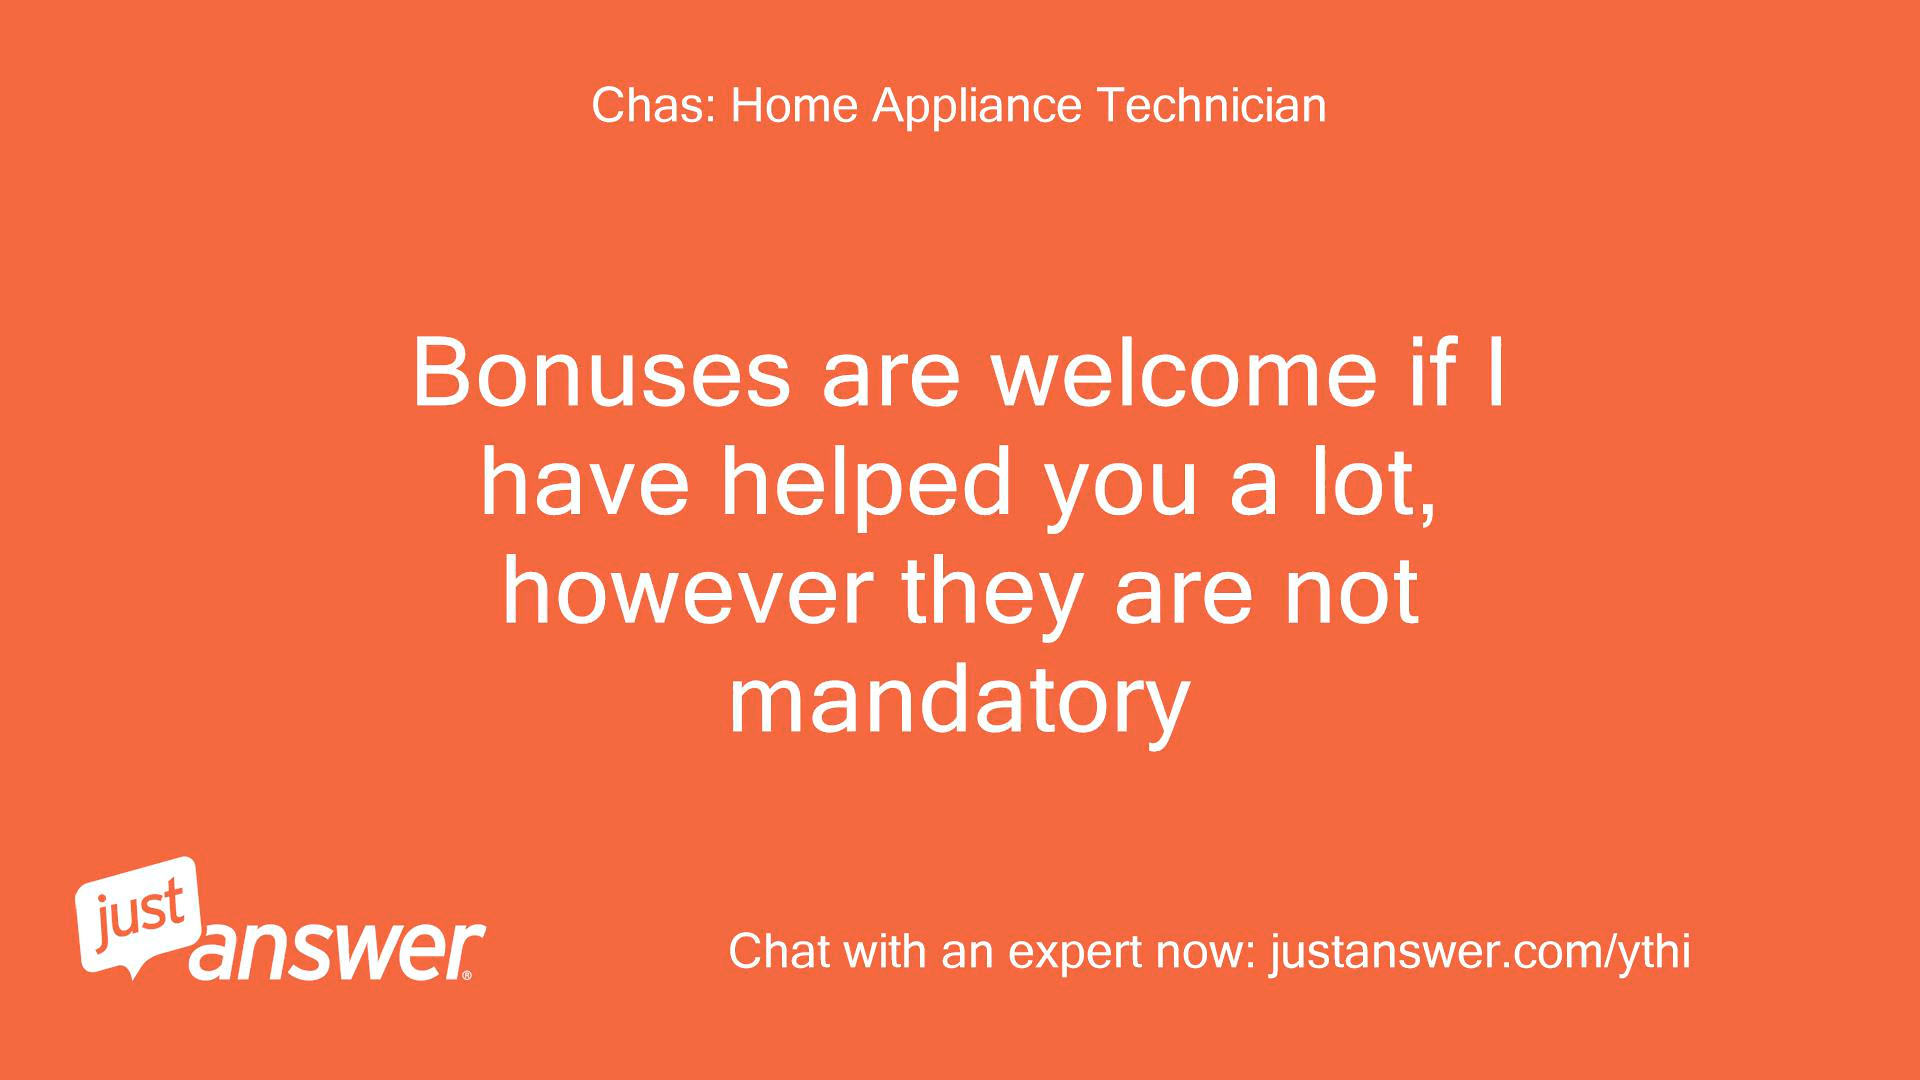 Chas: Home Appliance Technician
Bonuses are welcome if I
have helped you a lot,
however they are not
mandatory
just
answer®
Chat with an expert now: justanswer.com/ythi